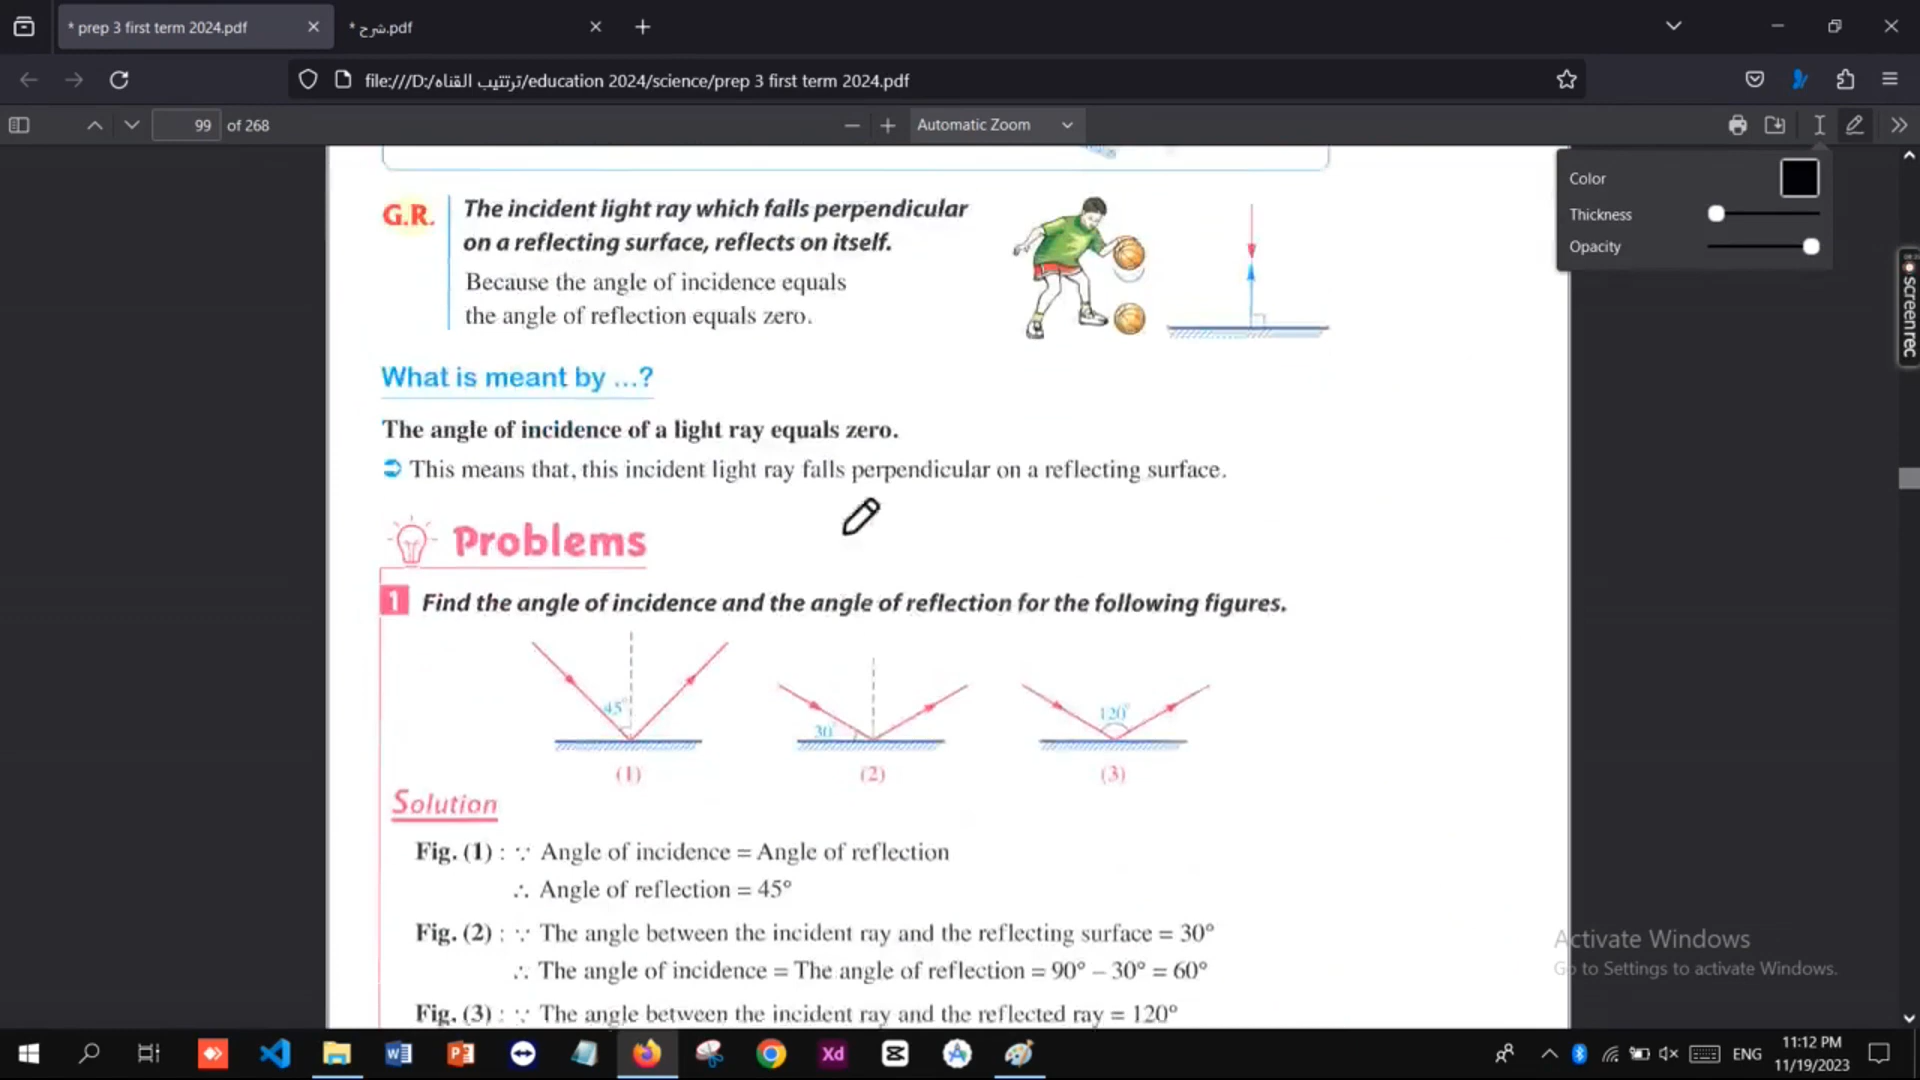 * prep 3 first term 2024.pdf
* شرح.pdf
file:///D:/ترتتيب القناه/education 2024/science/prep 3 first term 2024.pdf
99 of 268
Automatic Zoom
Color
Thickness
Opacity
screen rec
G.R. The incident light ray which falls perpendicular
on a reflecting surface, reflects on itself.
Because the angle of incidence equals
the angle of reflection equals zero.
What is meant by ...?
The angle of incidence of a light ray equals zero.
This means that, this incident light ray falls perpendicular on a reflecting surface.
Problems
1 Find the angle of incidence and the angle of reflection for the following figures.
45°
30°
120°
(1)
(2)
(3)
Solution
Fig. (1) : ∵ Angle of incidence = Angle of reflection
∴ Angle of reflection = 45°
Fig. (2) : ∵ The angle between the incident ray and the reflecting surface = 30°
∴ The angle of incidence = The angle of reflection = 90° – 30° = 60°
Fig. (3) : ∵ The angle between the incident ray and the reflected ray = 120°
Activate Windows
Go to Settings to activate Windows.
Xd
ENG
11:12 PM
11/19/2023